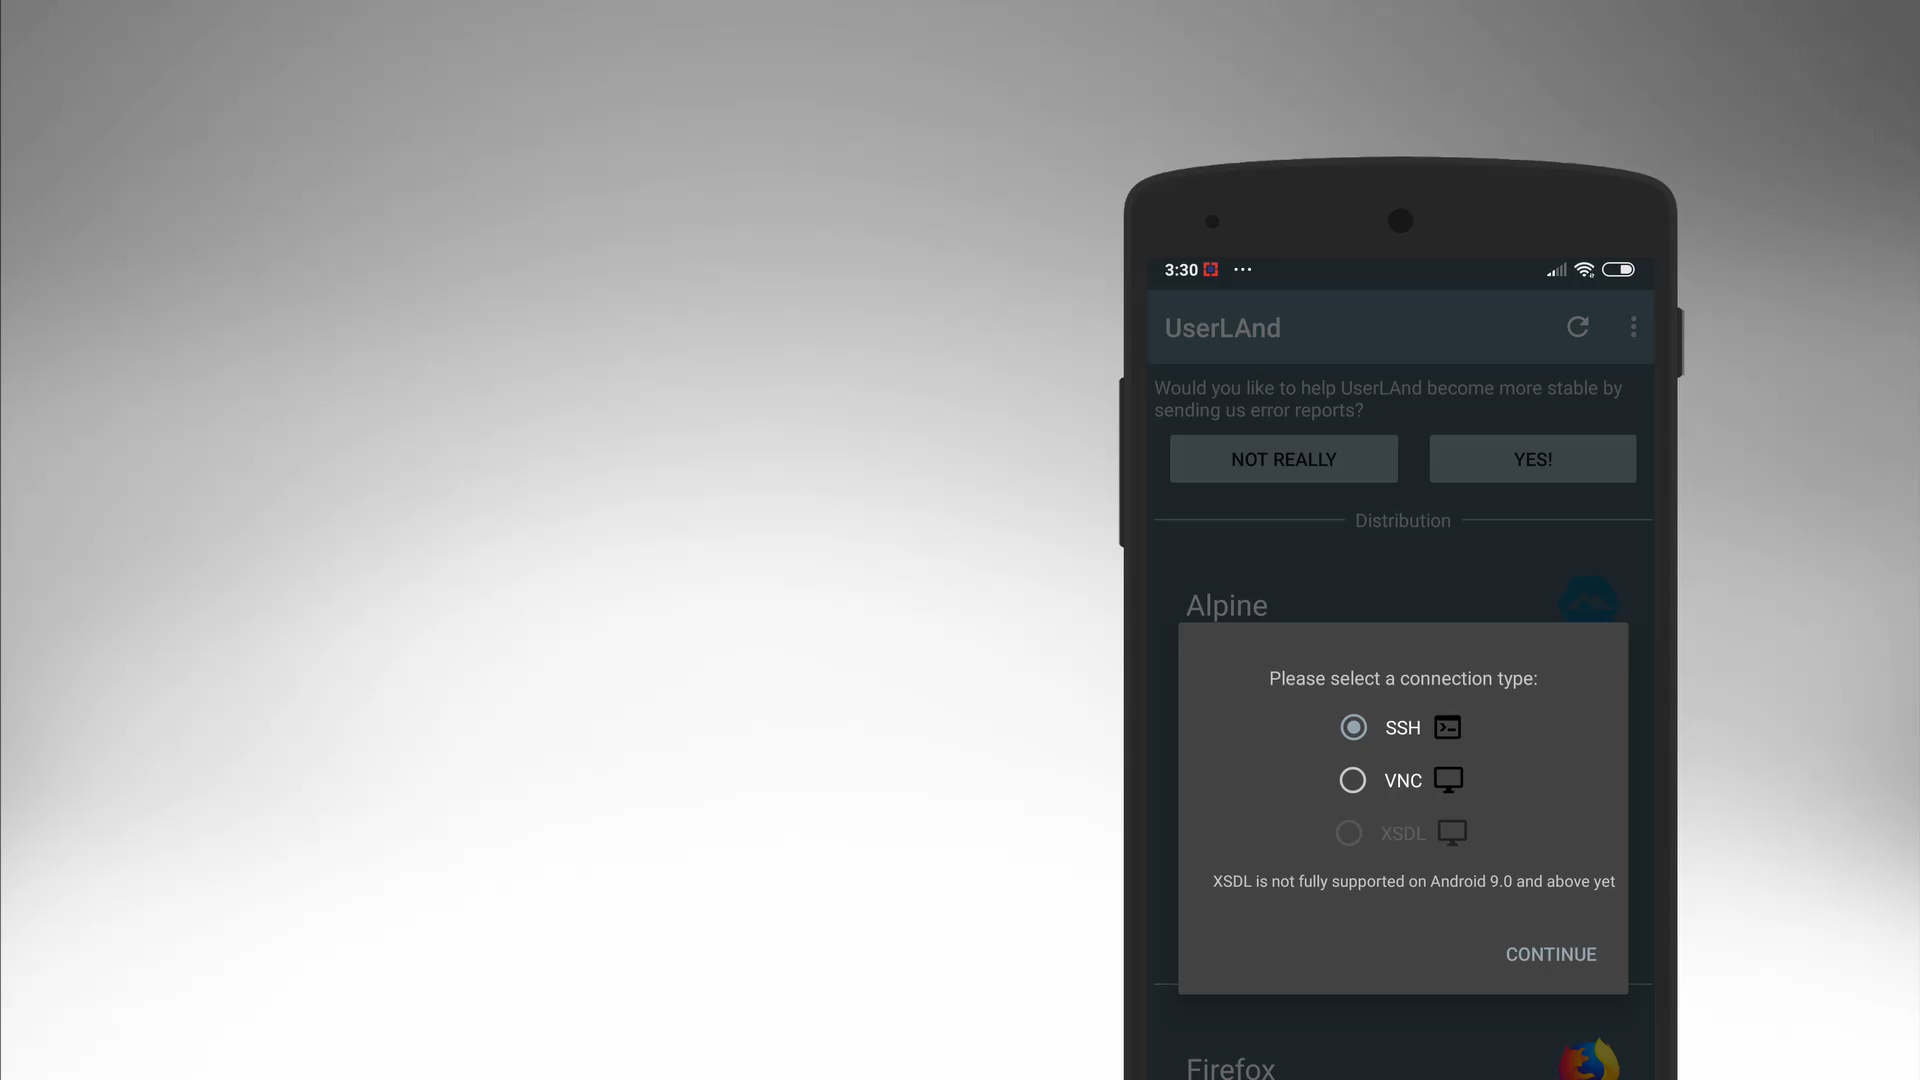 3:30
UserLAnd
Would you like to help UserLAnd become more stable by
sending us error reports?
NOT REALLY
YES!
Distribution
Alpine
Please select a connection type:
SSH
VNC
XSDL
XSDL is not fully supported on Android 9.0 and above yet
CONTINUE
Firefox